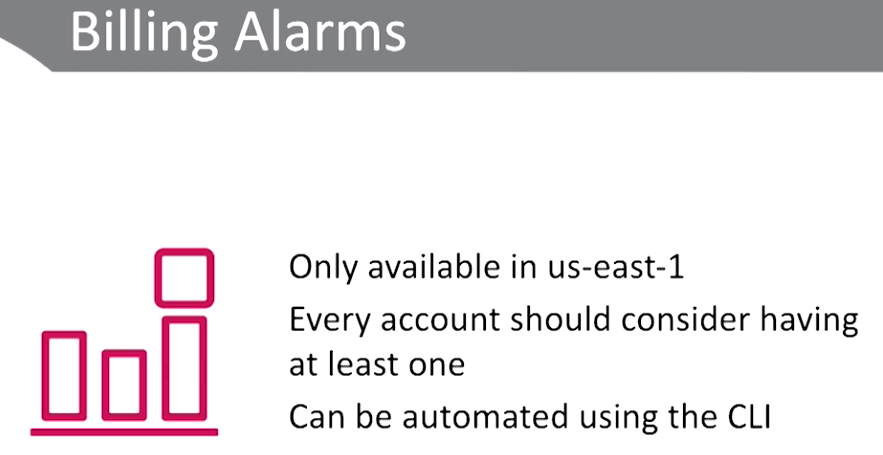 Billing Alarms
Only available in us-east-1
Every account should consider having
at least one
Can be automated using the CLI